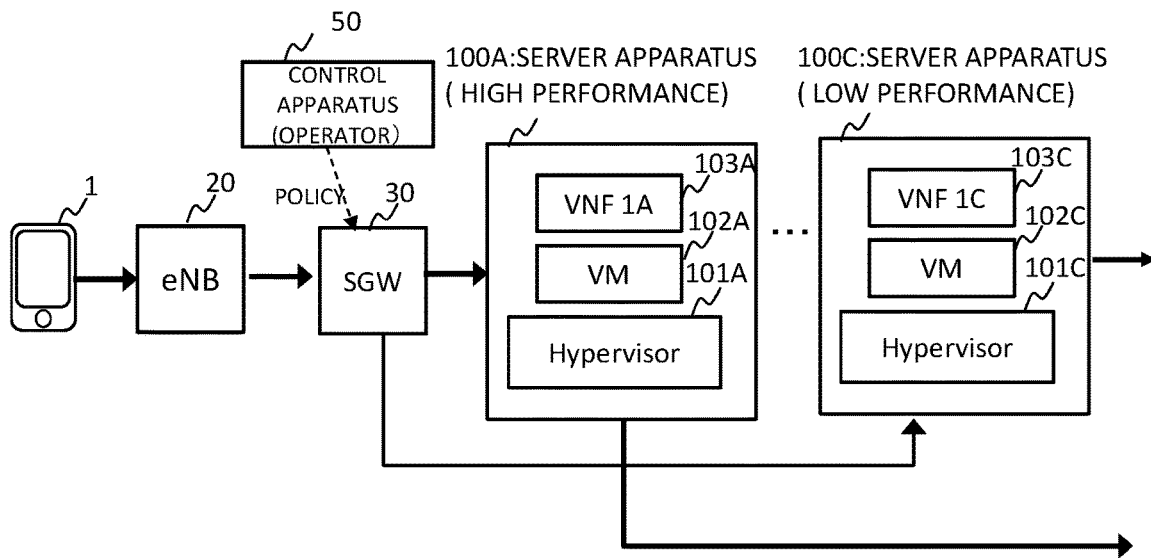 50
CONTROL
APPARATUS
(OPERATOR)
100A:SERVER APPARATUS
( HIGH PERFORMANCE)
100C:SERVER APPARATUS
( LOW PERFORMANCE)
1
20
POLICY
30
eNB
SGW
103A
VNF 1A
102A
VM
101A
Hypervisor
...
103C
VNF 1C
102C
VM
101C
Hypervisor